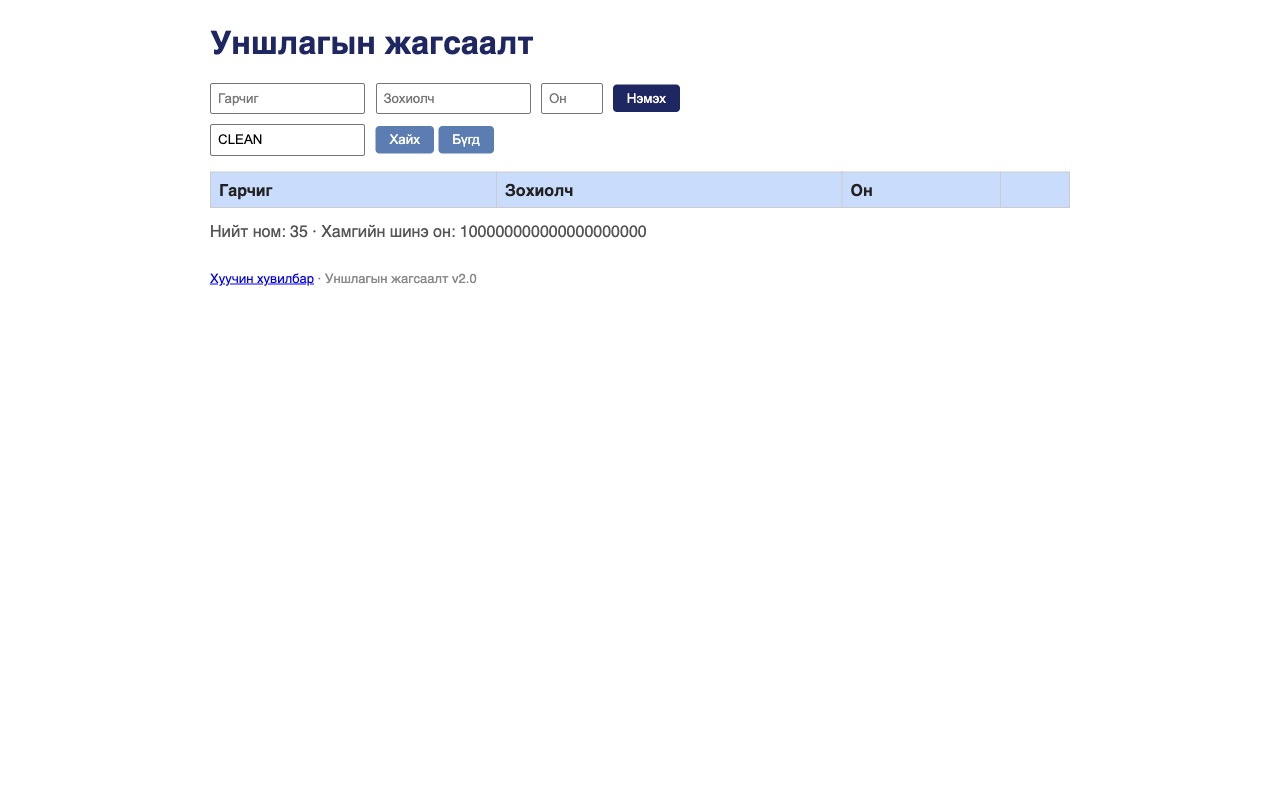 Уншлагын жагсаалт
Гарчиг Зохиолч Он Нэмэх
CLEAN Хайх Бүгд
Гарчиг Зохиолч Он
Нийт ном: 35 · Хамгийн шинэ он: 100000000000000000000
Хуучин хувилбар · Уншлагын жагсаалт v2.0